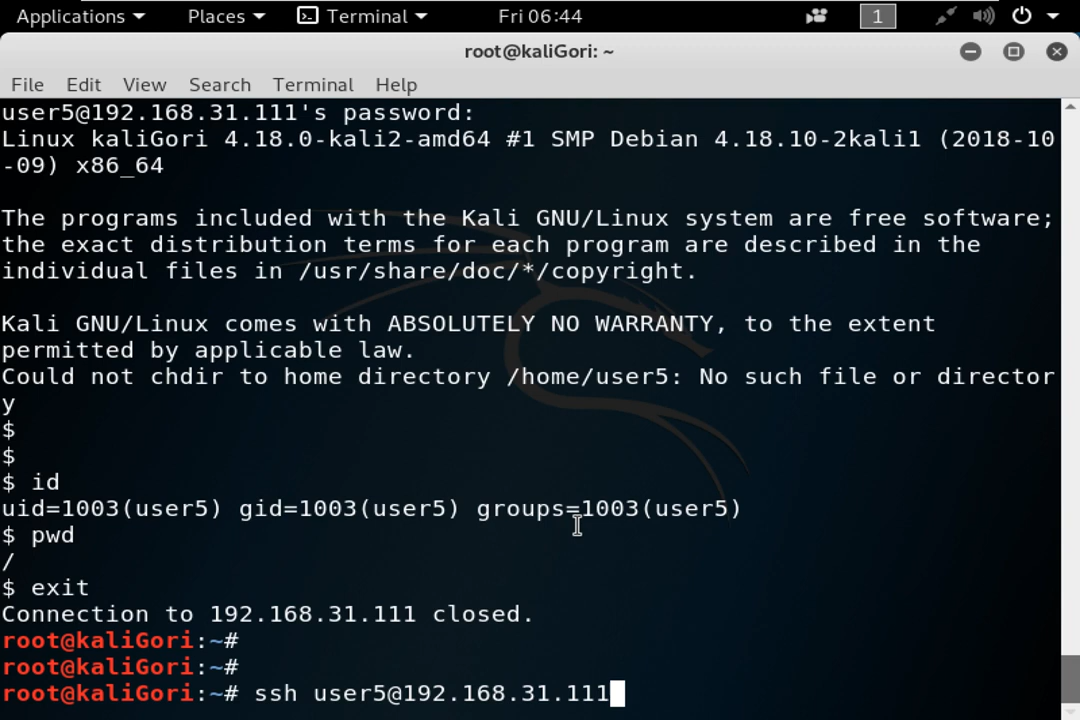 Applications Places Terminal Fri 06:44 1
root@kaliGori: ~
File Edit View Search Terminal Help
user5@192.168.31.111's password:
Linux kaliGori 4.18.0-kali2-amd64 #1 SMP Debian 4.18.10-2kali1 (2018-10
-09) x86_64
The programs included with the Kali GNU/Linux system are free software;
the exact distribution terms for each program are described in the
individual files in /usr/share/doc/*/copyright.
Kali GNU/Linux comes with ABSOLUTELY NO WARRANTY, to the extent
permitted by applicable law.
Could not chdir to home directory /home/user5: No such file or director
y
$
$
$ id
uid=1003(user5) gid=1003(user5) groups=1003(user5)
$ pwd
/
$ exit
Connection to 192.168.31.111 closed.
root@kaliGori:~#
root@kaliGori:~#
root@kaliGori:~# ssh user5@192.168.31.111